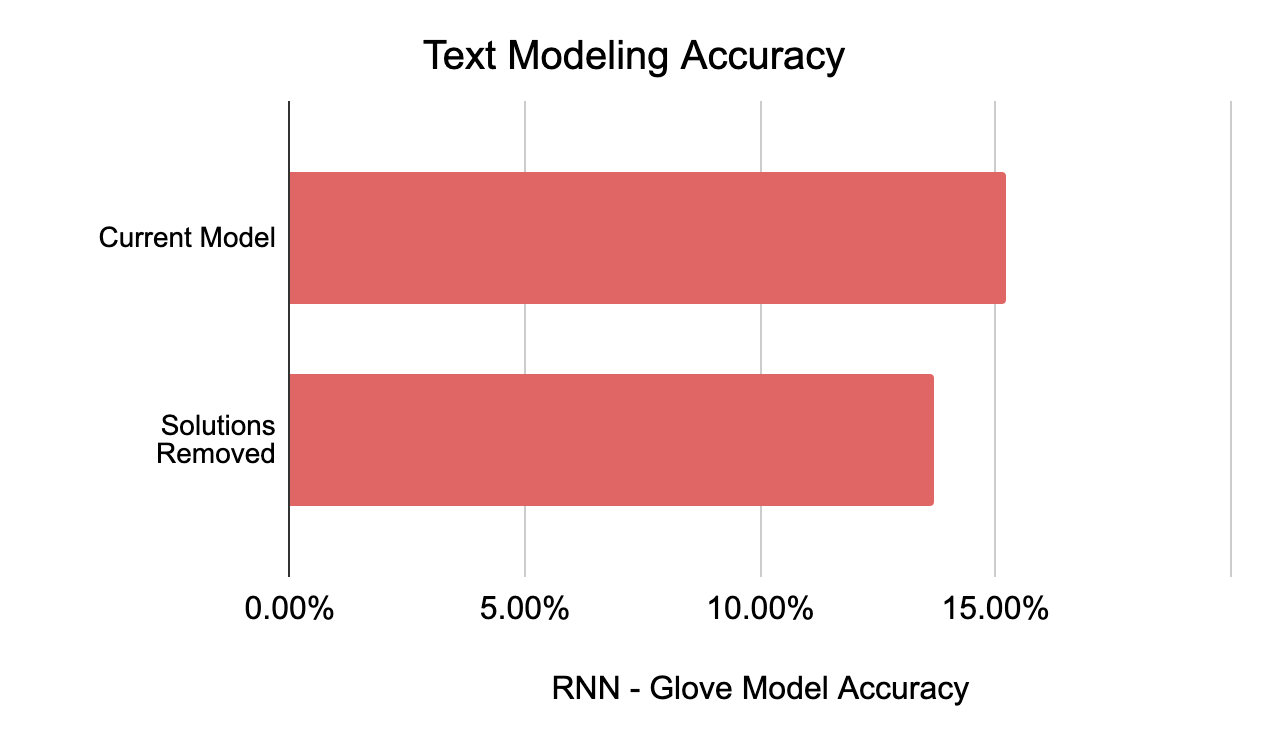 Text Modeling Accuracy
Current Model
Solutions
Removed
0.00% 5.00% 10.00% 15.00%
RNN - Glove Model Accuracy